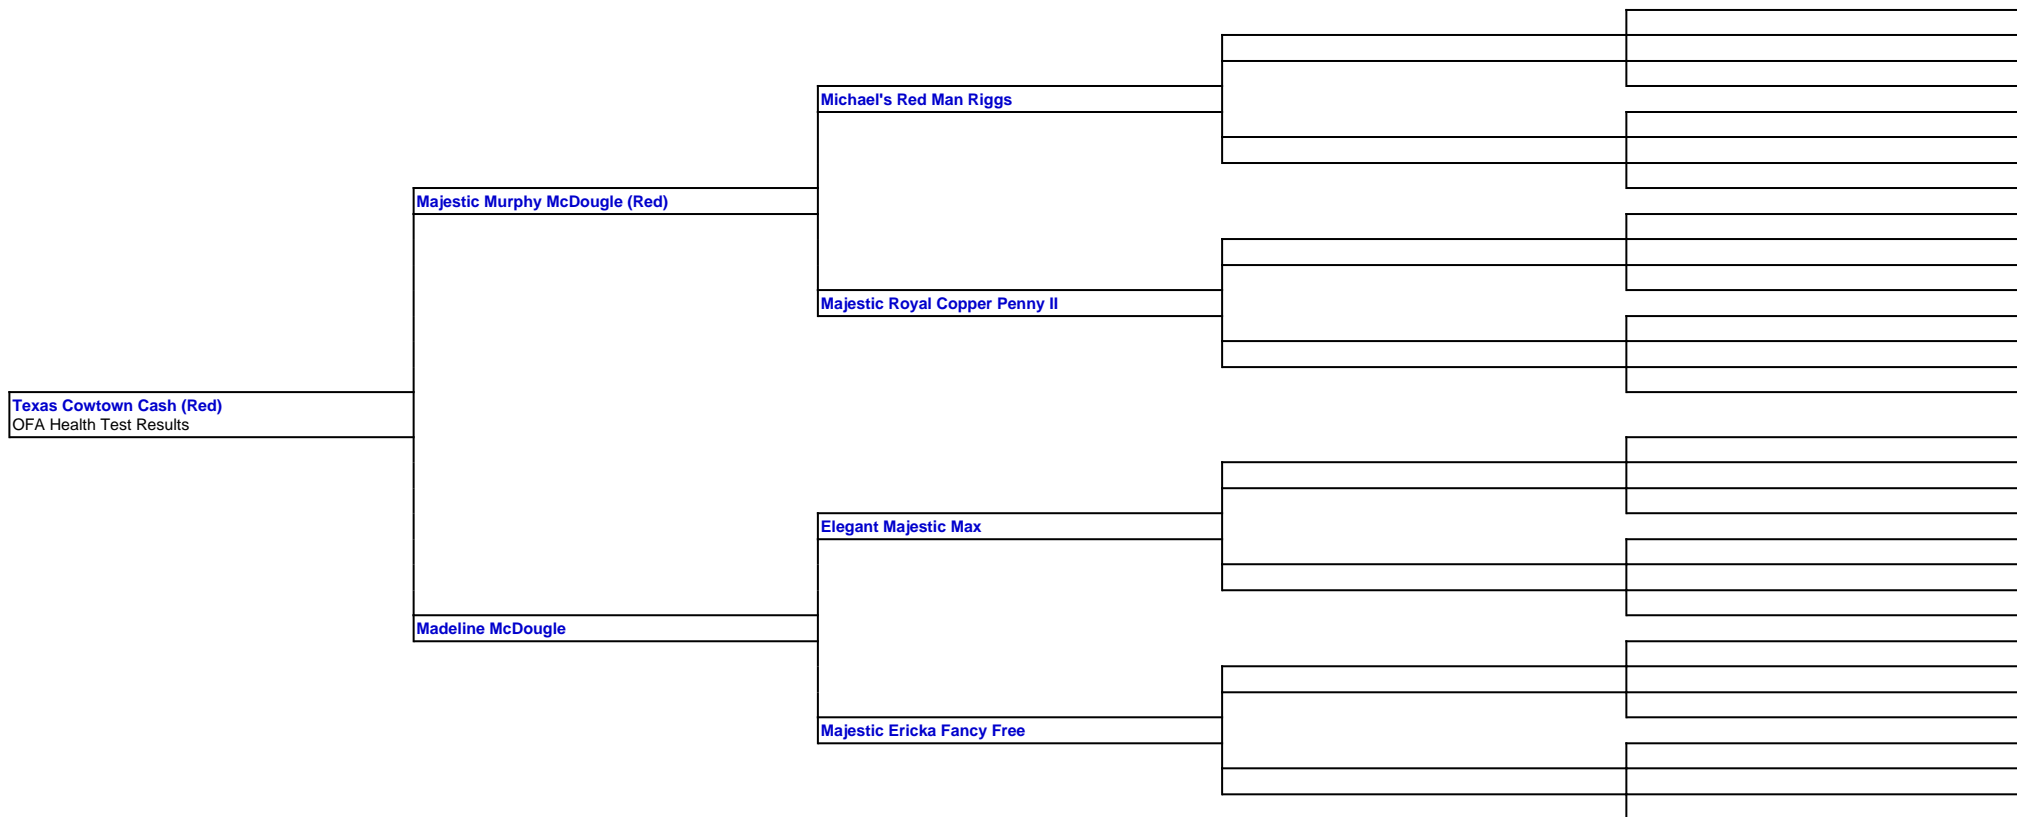 Michael's Red Man Riggs
Majestic Murphy McDougle (Red)
Majestic Royal Copper Penny II
Texas Cowtown Cash (Red)
OFA Health Test Results
Elegant Majestic Max
Madeline McDougle
Majestic Ericka Fancy Free